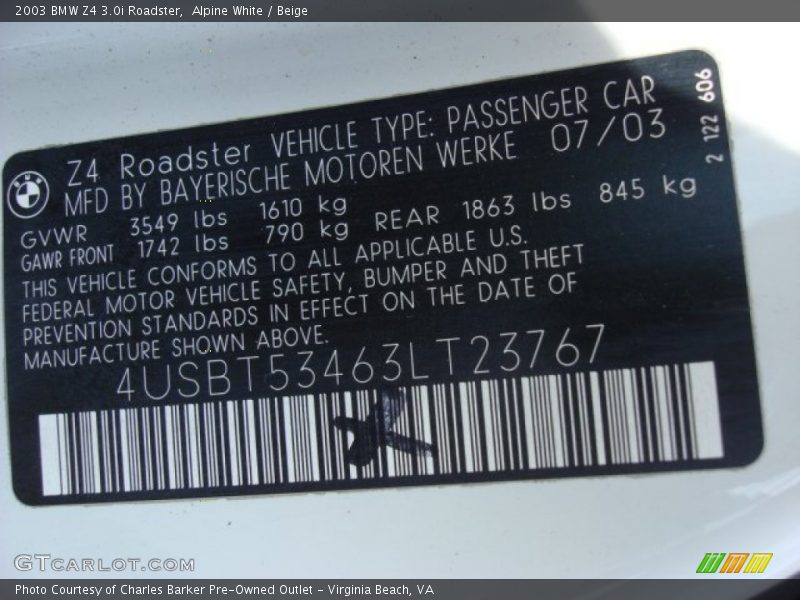 2003 BMW Z4 3.0i Roadster,  Alpine White / Beige
Z4 Roadster VEHICLE TYPE: PASSENGER CAR
MFD BY BAYERISCHE MOTOREN WERKE 07/03
2 122 606
GVWR 3549 lbs 1610 kg
GAWR FRONT 1742 lbs 790 kg REAR 1863 lbs 845 kg
THIS VEHICLE CONFORMS TO ALL APPLICABLE U.S.
FEDERAL MOTOR VEHICLE SAFETY, BUMPER AND THEFT
PREVENTION STANDARDS IN EFFECT ON THE DATE OF
MANUFACTURE SHOWN ABOVE.
4USBT53463LT23767
GTCARLOT.COM
Photo Courtesy of Charles Barker Pre-Owned Outlet - Virginia Beach, VA